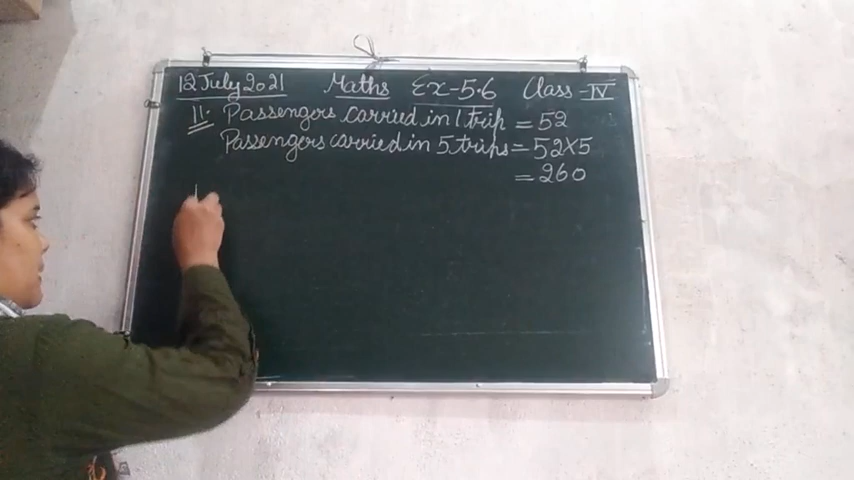 12 July 2021 Maths Ex-5.6 Class-IV
11. Passengers carried in 1 trip = 52
Passengers carried in 5 trips = 52×5
= 260